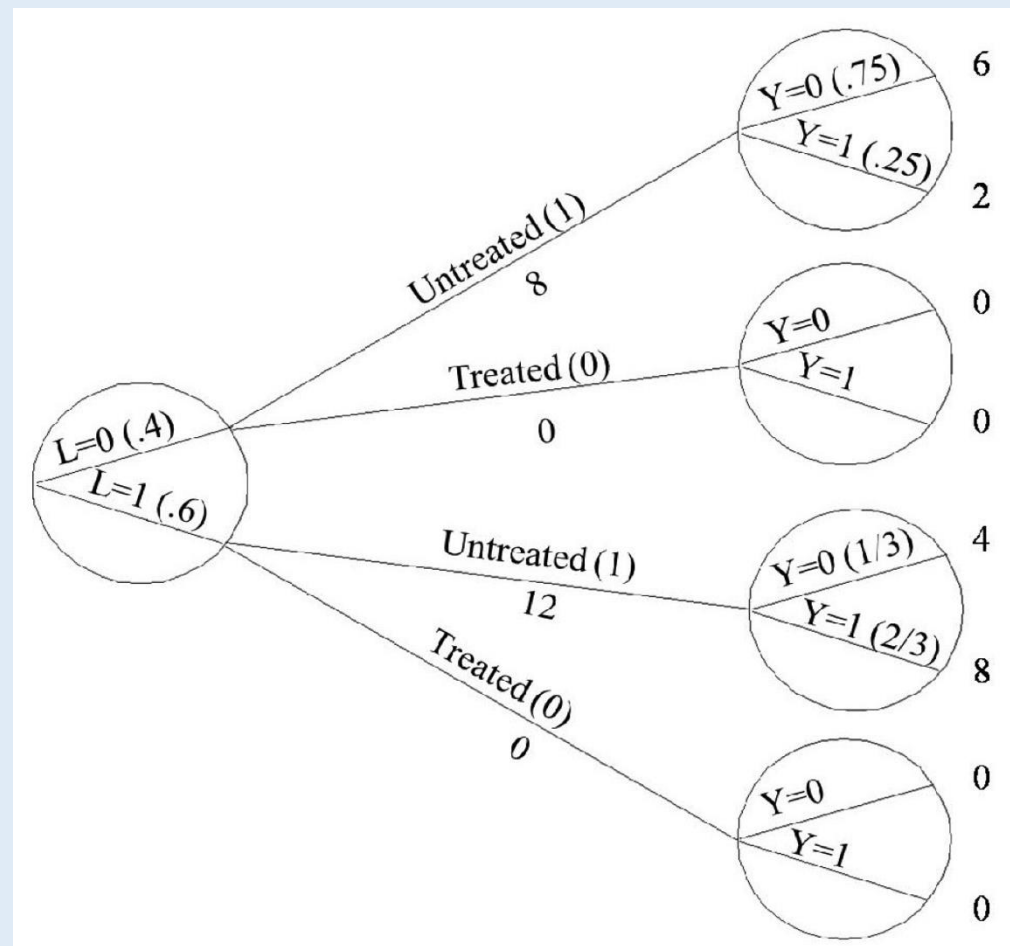 Y=0 (.75)
6
Y=1 (.25)
2
Untreated (1)
8
Y=0
0
Y=1
0
Treated (0)
0
L=0 (.4)
L=1 (.6)
Untreated (1)
12
Y=0 (1/3)
4
Y=1 (2/3)
8
Treated (0)
0
Y=0
0
Y=1
0